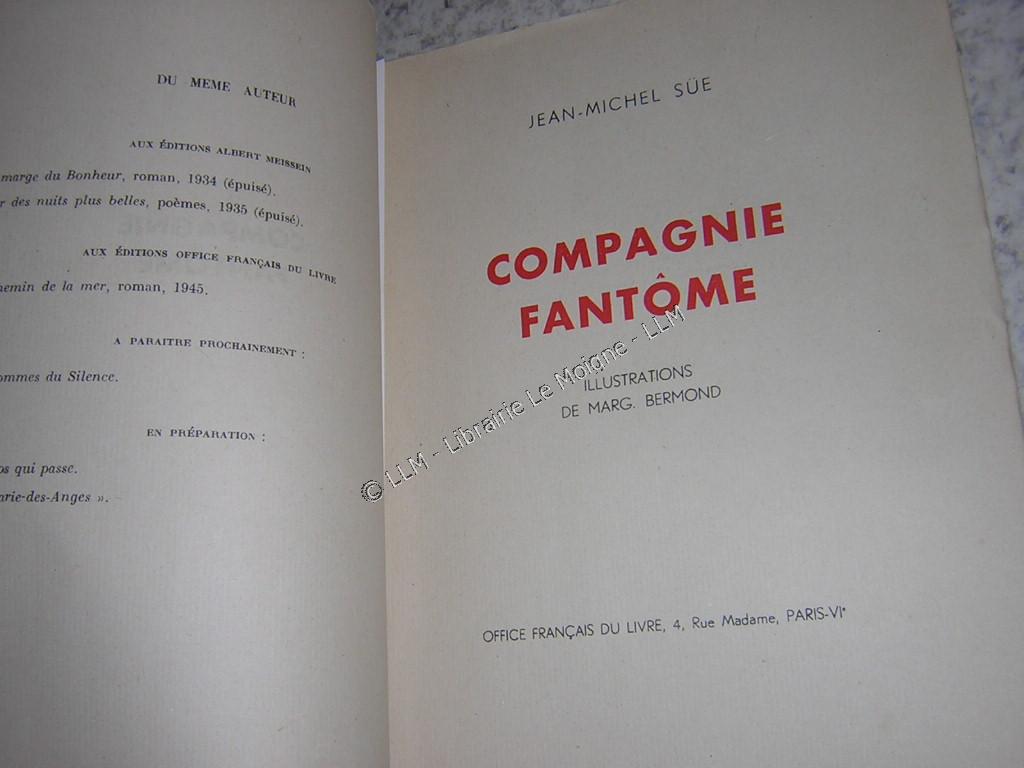 DU MEME AUTEUR
AUX ÉDITIONS ALBERT MEISSEIN
marge du Bonheur, roman, 1934 (épuisé).
des nuits plus belles, poèmes, 1935 (épuisé).
AUX ÉDITIONS OFFICE FRANÇAIS DU LIVRE
de la mer, roman, 1945.
A PARAITRE PROCHAINEMENT :
du Silence.
EN PRÉPARATION :
qui passe.
arie-des-Anges ».
JEAN-MICHEL SÜE
COMPAGNIE
FANTÔME
ILLUSTRATIONS
DE MARG. BERMOND
OFFICE FRANÇAIS DU LIVRE, 4, Rue Madame, PARIS-VIe
© LLM - Librairie Le Moigne - LLM